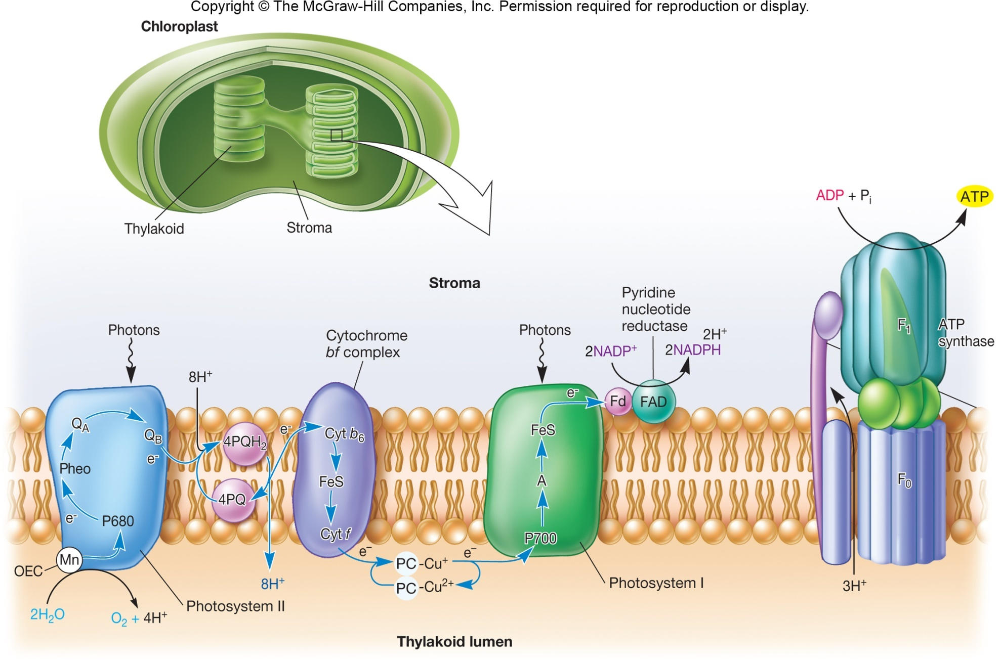 Copyright © The McGraw-Hill Companies, Inc. Permission required for reproduction or display.
Chloroplast
Thylakoid
Stroma
ADP + Pi
ATP
Stroma
Pyridine
nucleotide
reductase
Photons
Cytochrome
bf complex
Photons
2H+
2NADP+
2NADPH
F1
ATP
synthase
8H+
QA
QB
e-
Pheo
e-
P680
4PQH2
4PQ
e-
Cyt b6
FeS
Cyt f
e-
Fd
FAD
FeS
A
P700
F0
Mn
OEC
2H2O
O2 + 4H+
Photosystem II
8H+
e-
PC-Cu+
e-
PC-Cu2+
Photosystem I
3H+
Thylakoid lumen